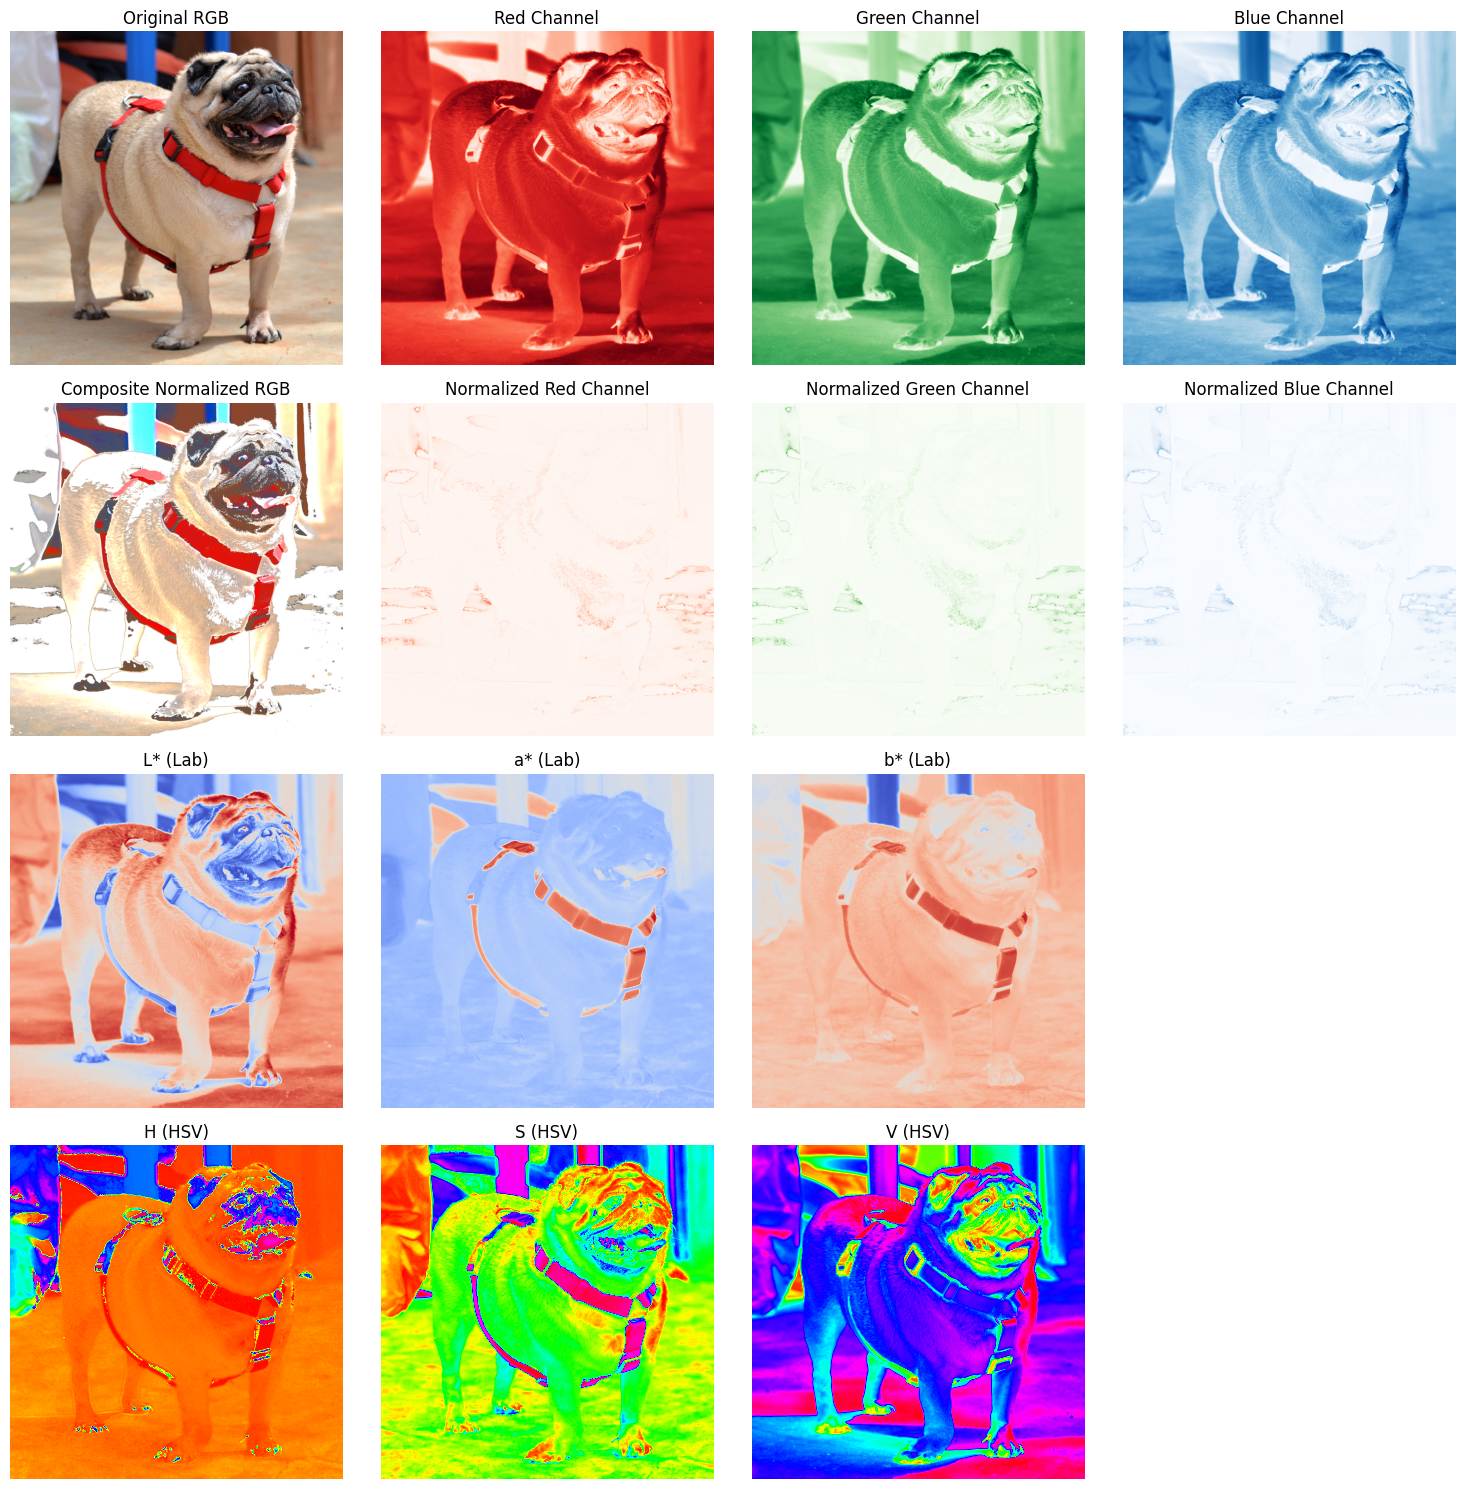 Original RGB
Red Channel
Green Channel
Blue Channel
Composite Normalized RGB
Normalized Red Channel
Normalized Green Channel
Normalized Blue Channel
L* (Lab)
a* (Lab)
b* (Lab)
H (HSV)
S (HSV)
V (HSV)